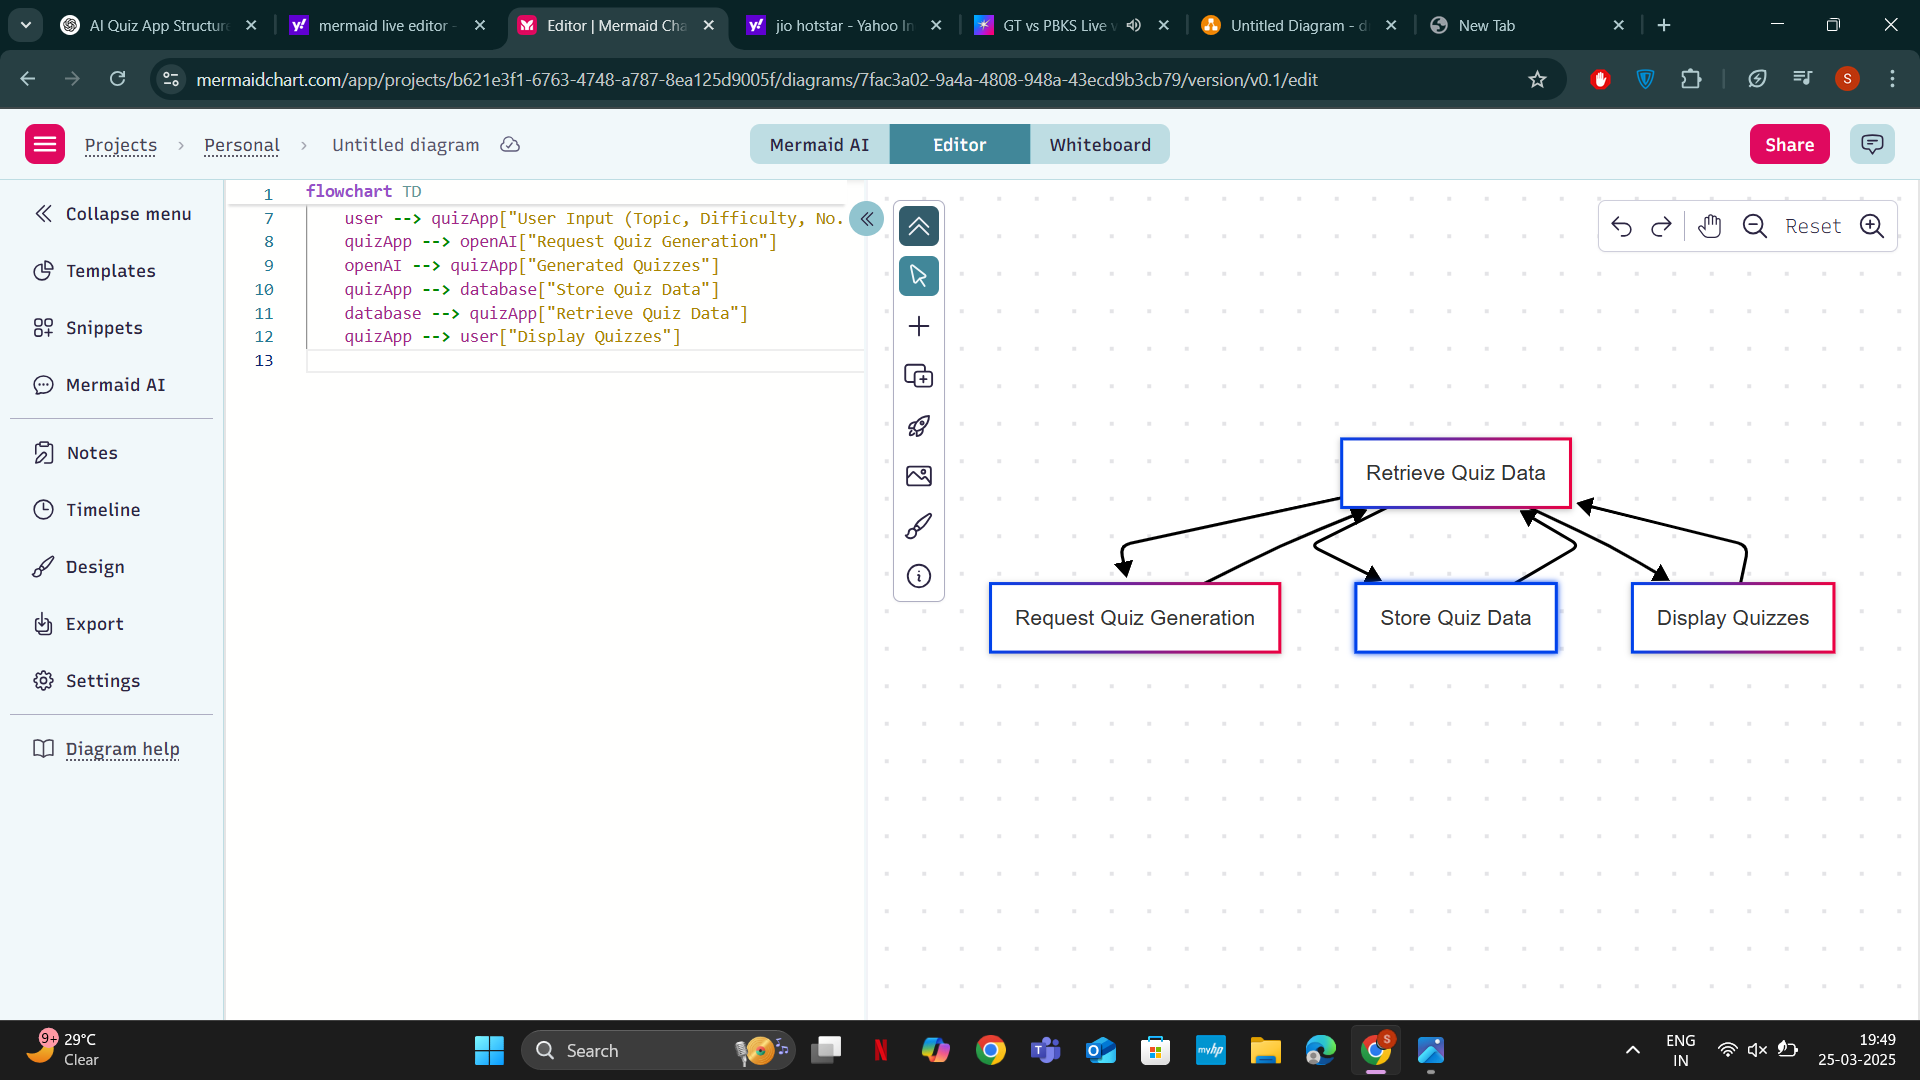 AI Quiz App Structure
mermaid live editor -
Editor | Mermaid Cha
jio hotstar - Yahoo In
GT vs PBKS Live v
Untitled Diagram - d
New Tab
mermaidchart.com/app/projects/b621e3f1-6763-4748-a787-8ea125d9005f/diagrams/7fac3a02-9a4a-4808-948a-43ecd9b3cb79/version/v0.1/edit
S
Projects > Personal > Untitled diagram
Mermaid AI Editor Whiteboard
Share
Collapse menu
Templates
Snippets
Mermaid AI
Notes
Timeline
Design
Export
Settings
Diagram help
1 flowchart TD
7 user --> quizApp["User Input (Topic, Difficulty, No.
8 quizApp --> openAI["Request Quiz Generation"]
9 openAI --> quizApp["Generated Quizzes"]
10 quizApp --> database["Store Quiz Data"]
11 database --> quizApp["Retrieve Quiz Data"]
12 quizApp --> user["Display Quizzes"]
13
Reset
Retrieve Quiz Data
Request Quiz Generation
Store Quiz Data
Display Quizzes
9+
29°C
Clear
Search
myhp
S
ENG
IN
19:49
25-03-2025